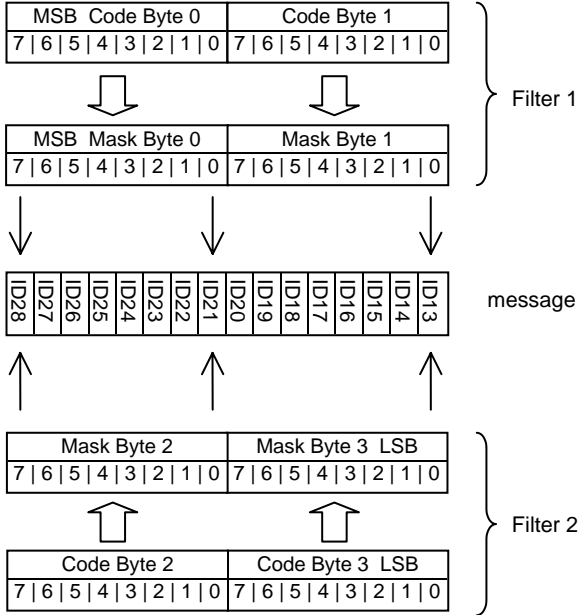 MSB Code Byte 0 Code Byte 1
7 | 6 | 5 | 4 | 3 | 2 | 1 | 0 7 | 6 | 5 | 4 | 3 | 2 | 1 | 0
Filter 1
MSB Mask Byte 0 Mask Byte 1
7 | 6 | 5 | 4 | 3 | 2 | 1 | 0 7 | 6 | 5 | 4 | 3 | 2 | 1 | 0
ID28 ID27 ID26 ID25 ID24 ID23 ID22 ID21 ID20 ID19 ID18 ID17 ID16 ID15 ID14 ID13
message
Mask Byte 2 Mask Byte 3 LSB
7 | 6 | 5 | 4 | 3 | 2 | 1 | 0 7 | 6 | 5 | 4 | 3 | 2 | 1 | 0
Filter 2
Code Byte 2 Code Byte 3 LSB
7 | 6 | 5 | 4 | 3 | 2 | 1 | 0 7 | 6 | 5 | 4 | 3 | 2 | 1 | 0